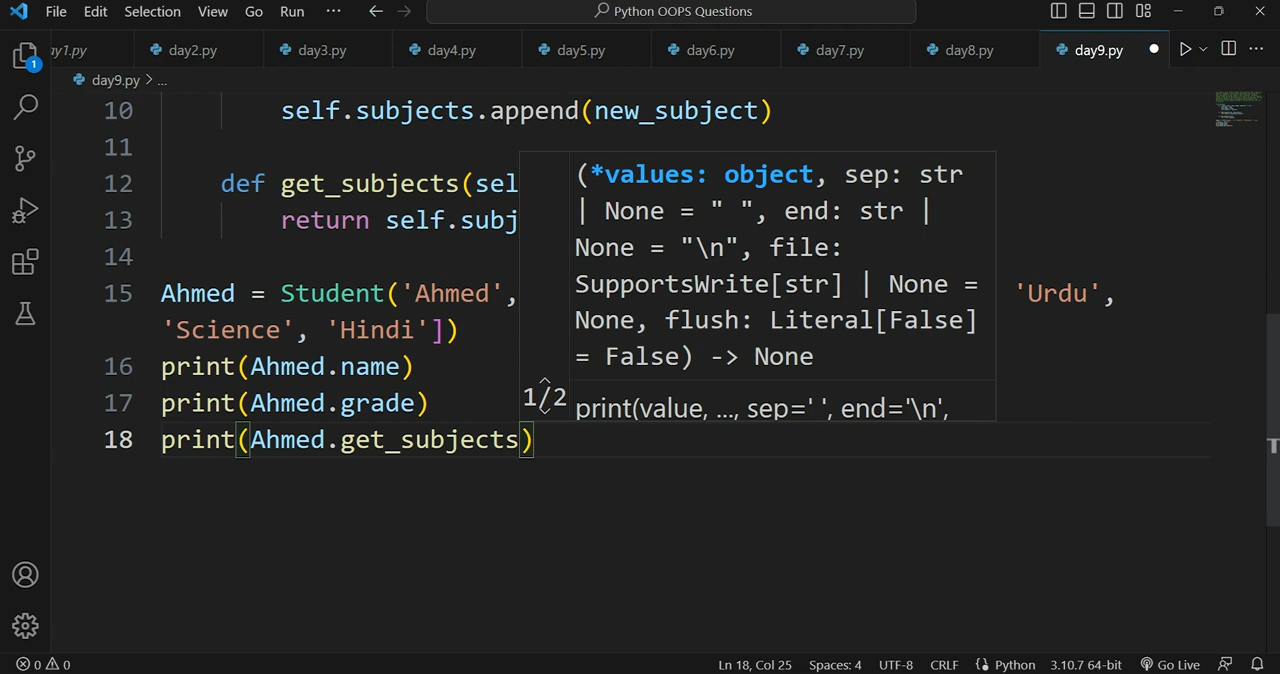 File Edit Selection View Go Run ··· Python OOPS Questions
ay1.py day2.py day3.py day4.py day5.py day6.py day7.py day8.py day9.py
day9.py > ...
10 self.subjects.append(new_subject)
11
12 def get_subjects(sel
13 return self.subj
14
15 Ahmed = Student('Ahmed', 'Urdu',
'Science', 'Hindi'])
16 print(Ahmed.name)
17 print(Ahmed.grade)
18 print(Ahmed.get_subjects)
(*values: object, sep: str
| None = " ", end: str |
None = "\n", file:
SupportsWrite[str] | None =
None, flush: Literal[False]
= False) -> None
1/2
print(value, ..., sep=' ', end='\n',
1
0 0 Ln 18, Col 25 Spaces: 4 UTF-8 CRLF Python 3.10.7 64-bit Go Live